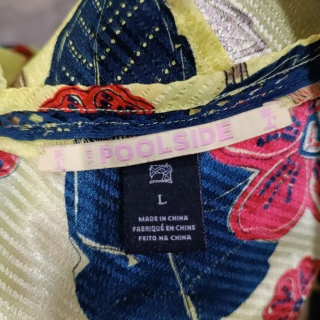 POOLSIDE
L
MADE IN CHINA
FABRIQUÉ EN CHINE
FEITO NA CHINA